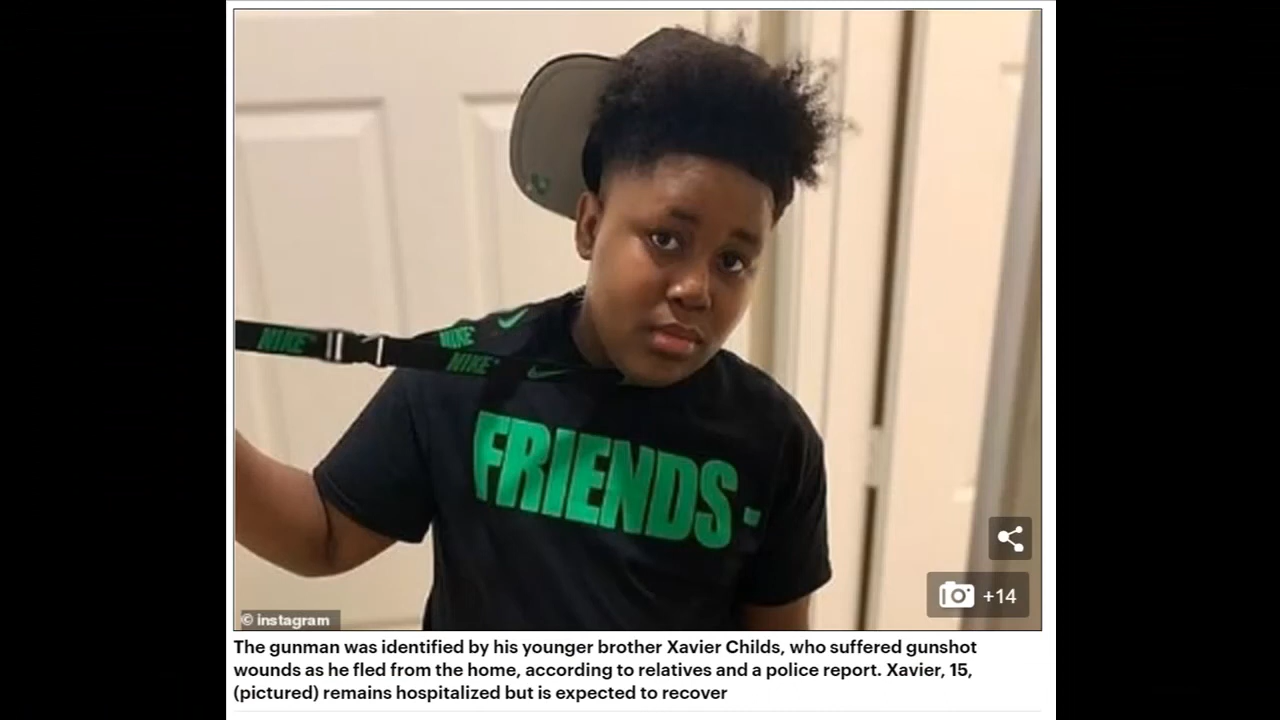 NIKE
NIKE
NIKE
FRIENDS-
+14
© instagram
The gunman was identified by his younger brother Xavier Childs, who suffered gunshot
wounds as he fled from the home, according to relatives and a police report. Xavier, 15,
(pictured) remains hospitalized but is expected to recover